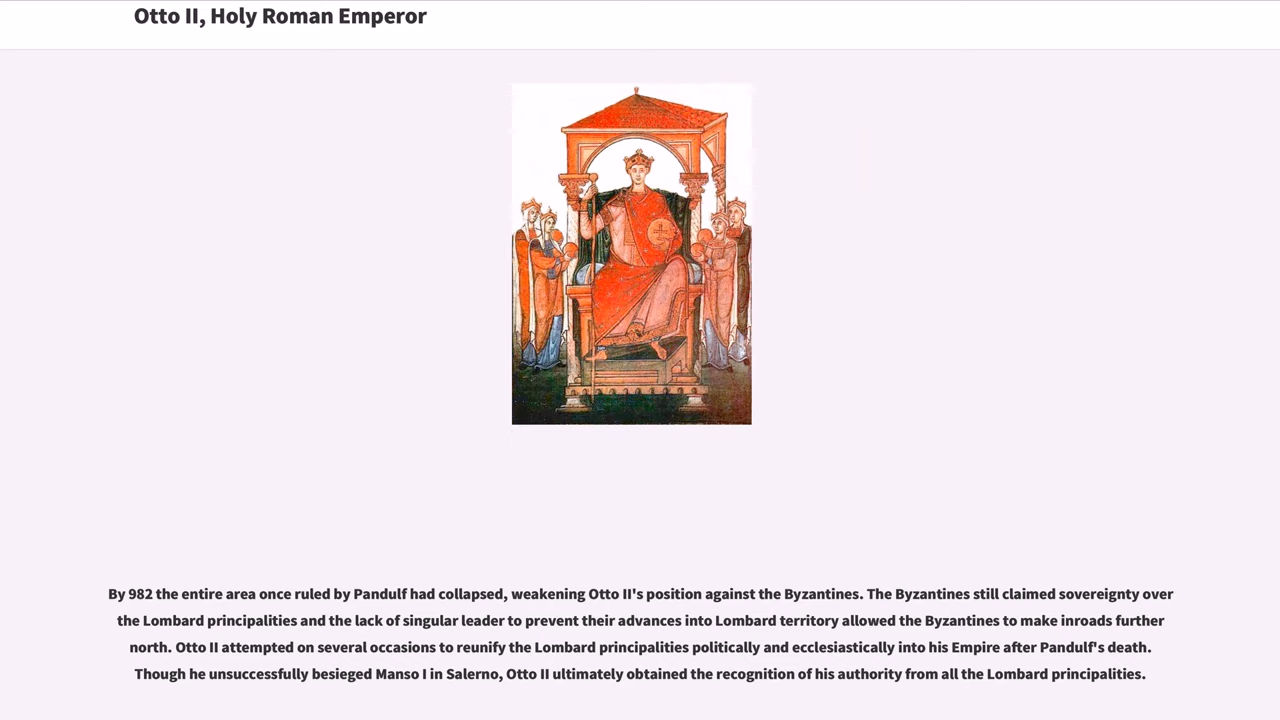 Otto II, Holy Roman Emperor
By 982 the entire area once ruled by Pandulf had collapsed, weakening Otto II's position against the Byzantines. The Byzantines still claimed sovereignty over
the Lombard principalities and the lack of singular leader to prevent their advances into Lombard territory allowed the Byzantines to make inroads further
north. Otto II attempted on several occasions to reunify the Lombard principalities politically and ecclesiastically into his Empire after Pandulf's death.
Though he unsuccessfully besieged Manso I in Salerno, Otto II ultimately obtained the recognition of his authority from all the Lombard principalities.